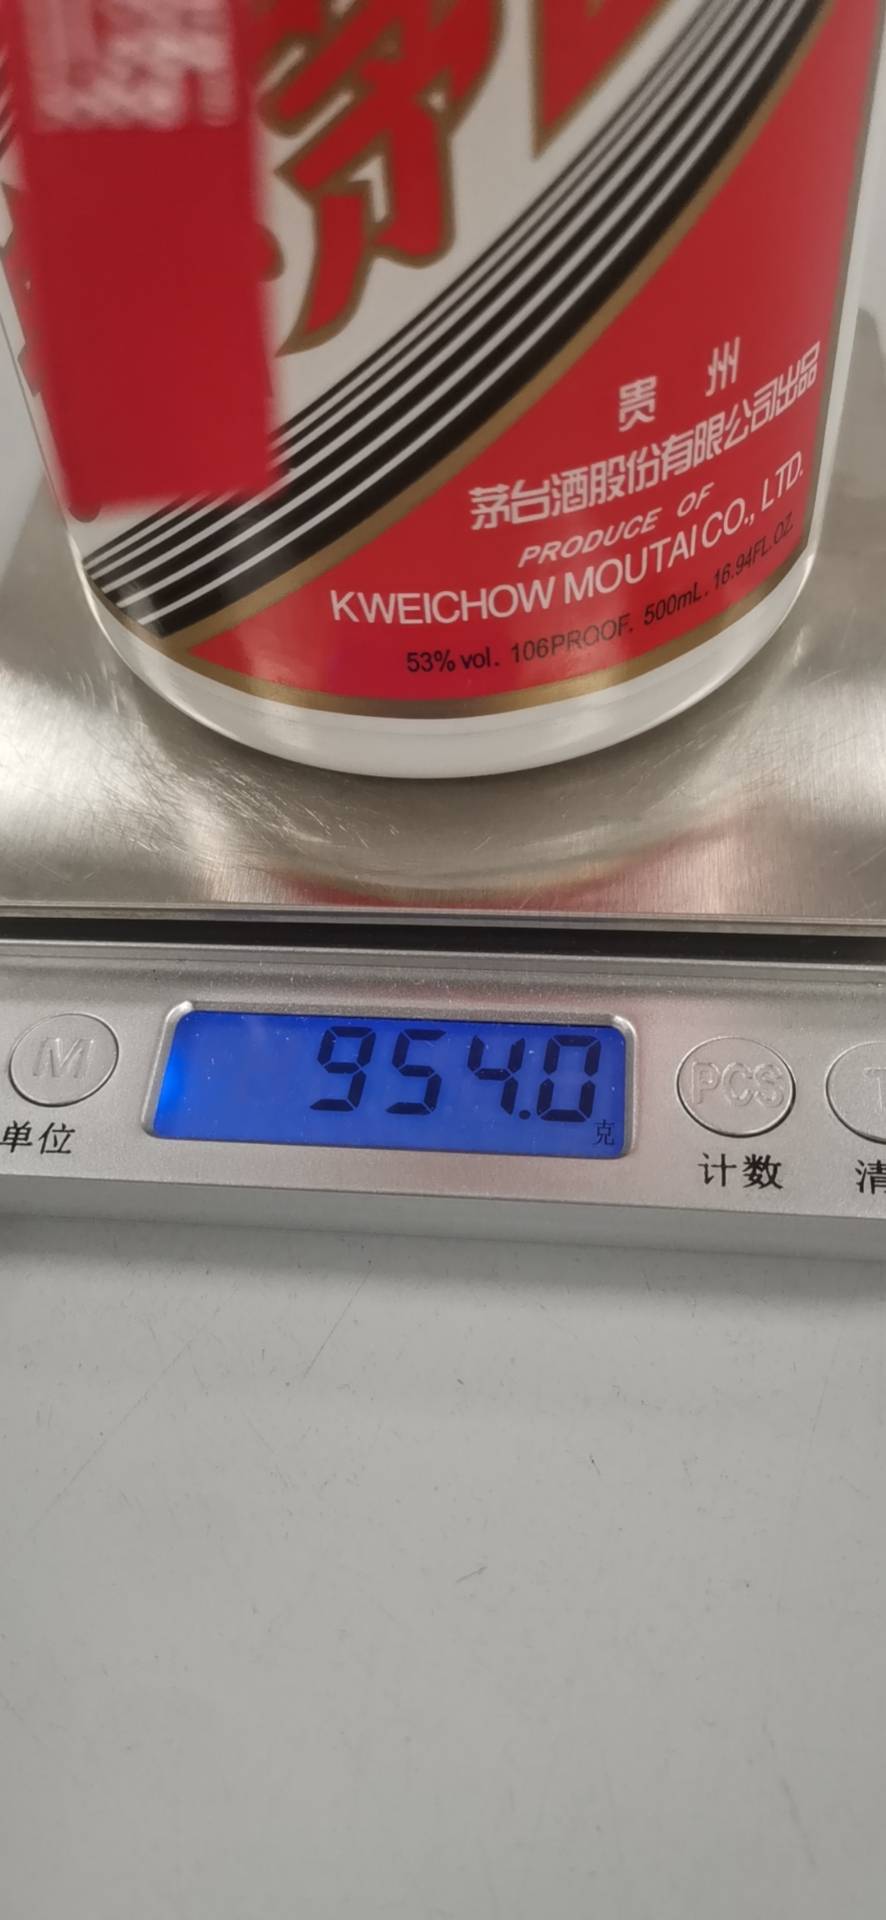 贵州
茅台酒股份有限公司出品
PRODUCE OF
KWEICHOW MOUTAI CO., LTD.
53% vol. 106PROOF. 500mL. 16.94FL.OZ.
954.0
克
M
PCS
T
单位
计数
清